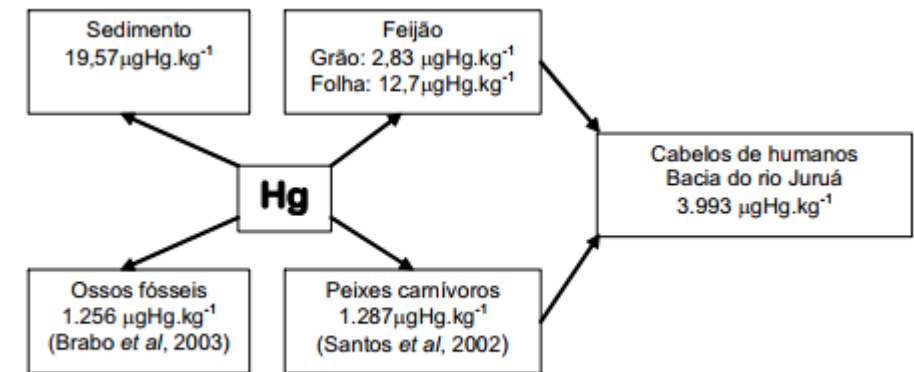 Sedimento
19,57µgHg.kg⁻¹
Feijão
Grão: 2,83 µgHg.kg⁻¹
Folha: 12,7µgHg.kg⁻¹
Hg
Cabelos de humanos
Bacia do rio Juruá
3.993 µgHg.kg⁻¹
Ossos fósseis
1.256 µgHg.kg⁻¹
(Brabo et al, 2003)
Peixes carnívoros
1.287µgHg.kg⁻¹
(Santos et al, 2002)